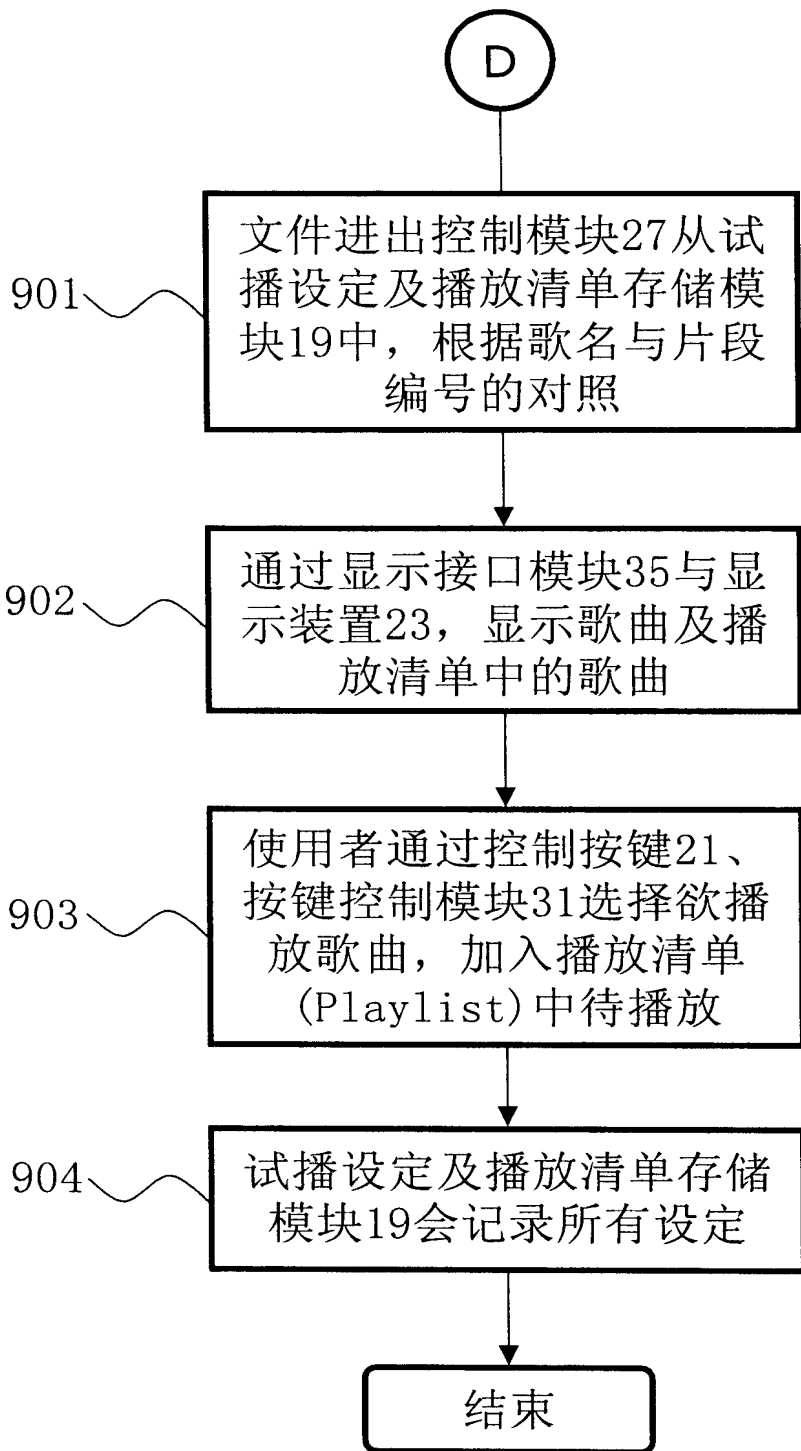 D
901
文件进出控制模块27从试
播设定及播放清单存储模
块19中，根据歌名与片段
编号的对照
902
通过显示接口模块35与显
示装置23，显示歌曲及播
放清单中的歌曲
903
使用者通过控制按键21、
按键控制模块31选择欲播
放歌曲，加入播放清单
(Playlist)中待播放
904
试播设定及播放清单存储
模块19会记录所有设定
结束